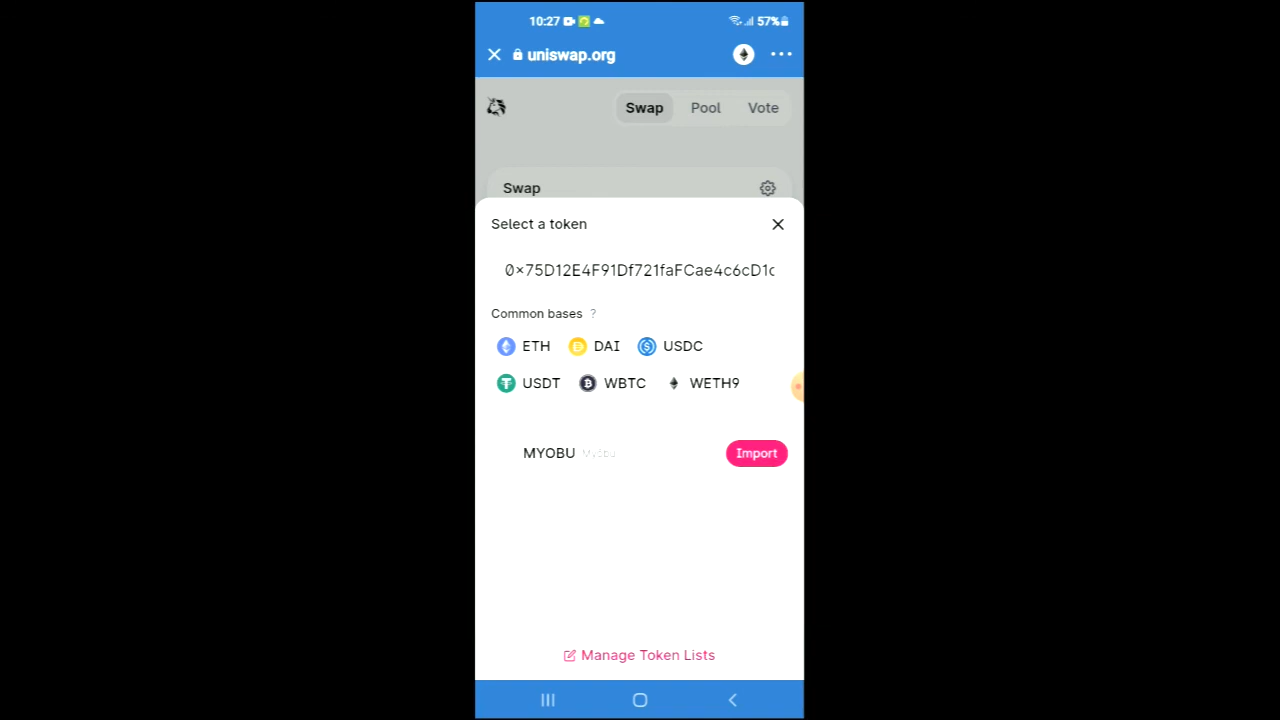 10:27 57%
uniswap.org
Swap Pool Vote
Swap
Select a token
0x75D12E4F91Df721faFCae4c6cD1c
Common bases ?
ETH DAI USDC
USDT WBTC WETH9
MYOBU Myōbu Import
Manage Token Lists